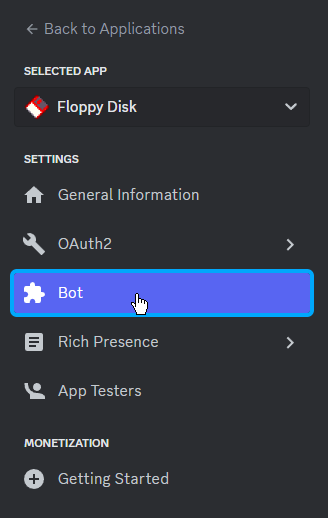 Back to Applications
SELECTED APP
Floppy Disk
SETTINGS
General Information
OAuth2
Bot
Rich Presence
App Testers
MONETIZATION
Getting Started